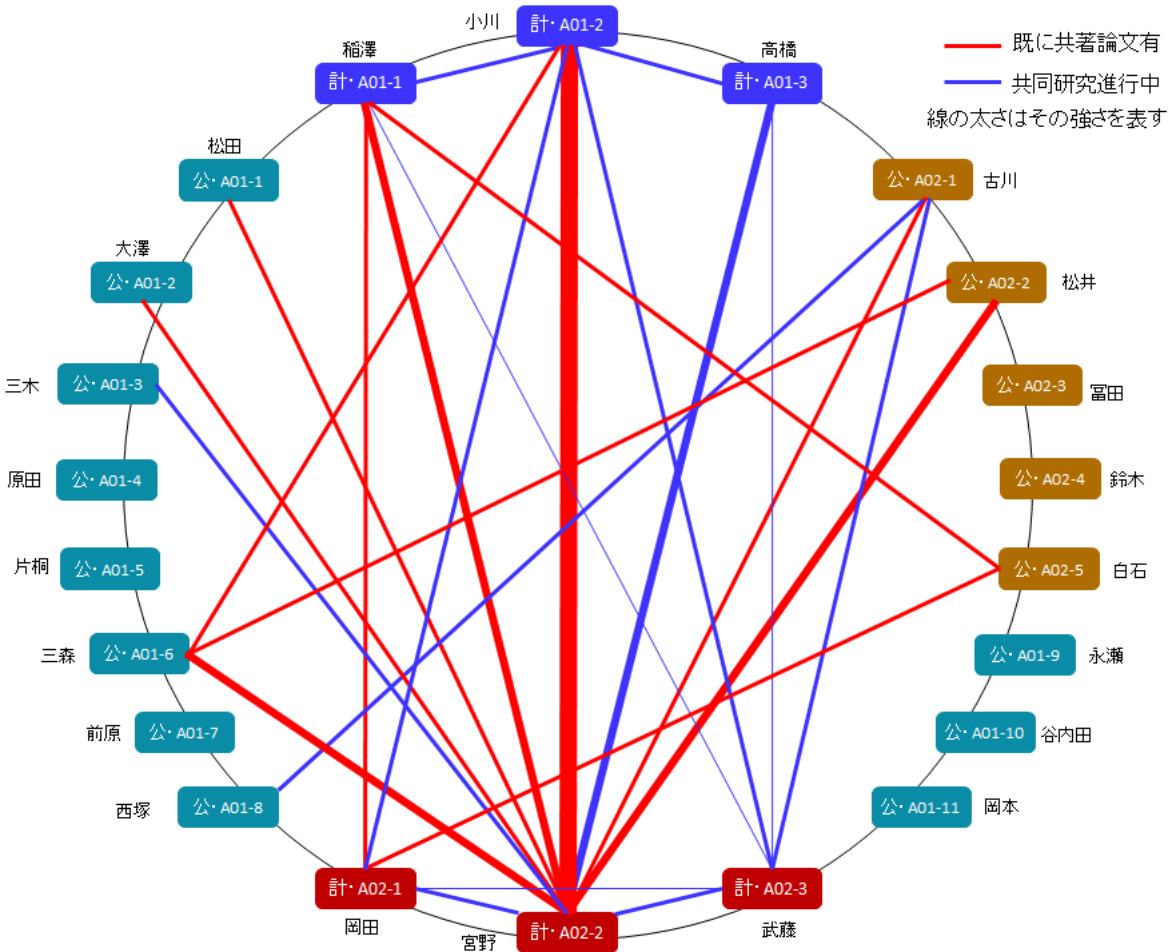 小川
計・A01-2
稲澤
計・A01-1
高橋
計・A01-3
既に共著論文有
共同研究進行中
線の太さはその強さを表す
松田
公・A01-1
公・A02-1
古川
大澤
公・A01-2
公・A02-2
松井
三木
公・A01-3
公・A02-3
冨田
原田
公・A01-4
公・A02-4
鈴木
片桐
公・A01-5
公・A02-5
白石
三森
公・A01-6
公・A01-9
永瀬
前原
公・A01-7
公・A01-10
谷内田
西塚
公・A01-8
公・A01-11
岡本
計・A02-1
岡田
計・A02-2
宮野
計・A02-3
武藤